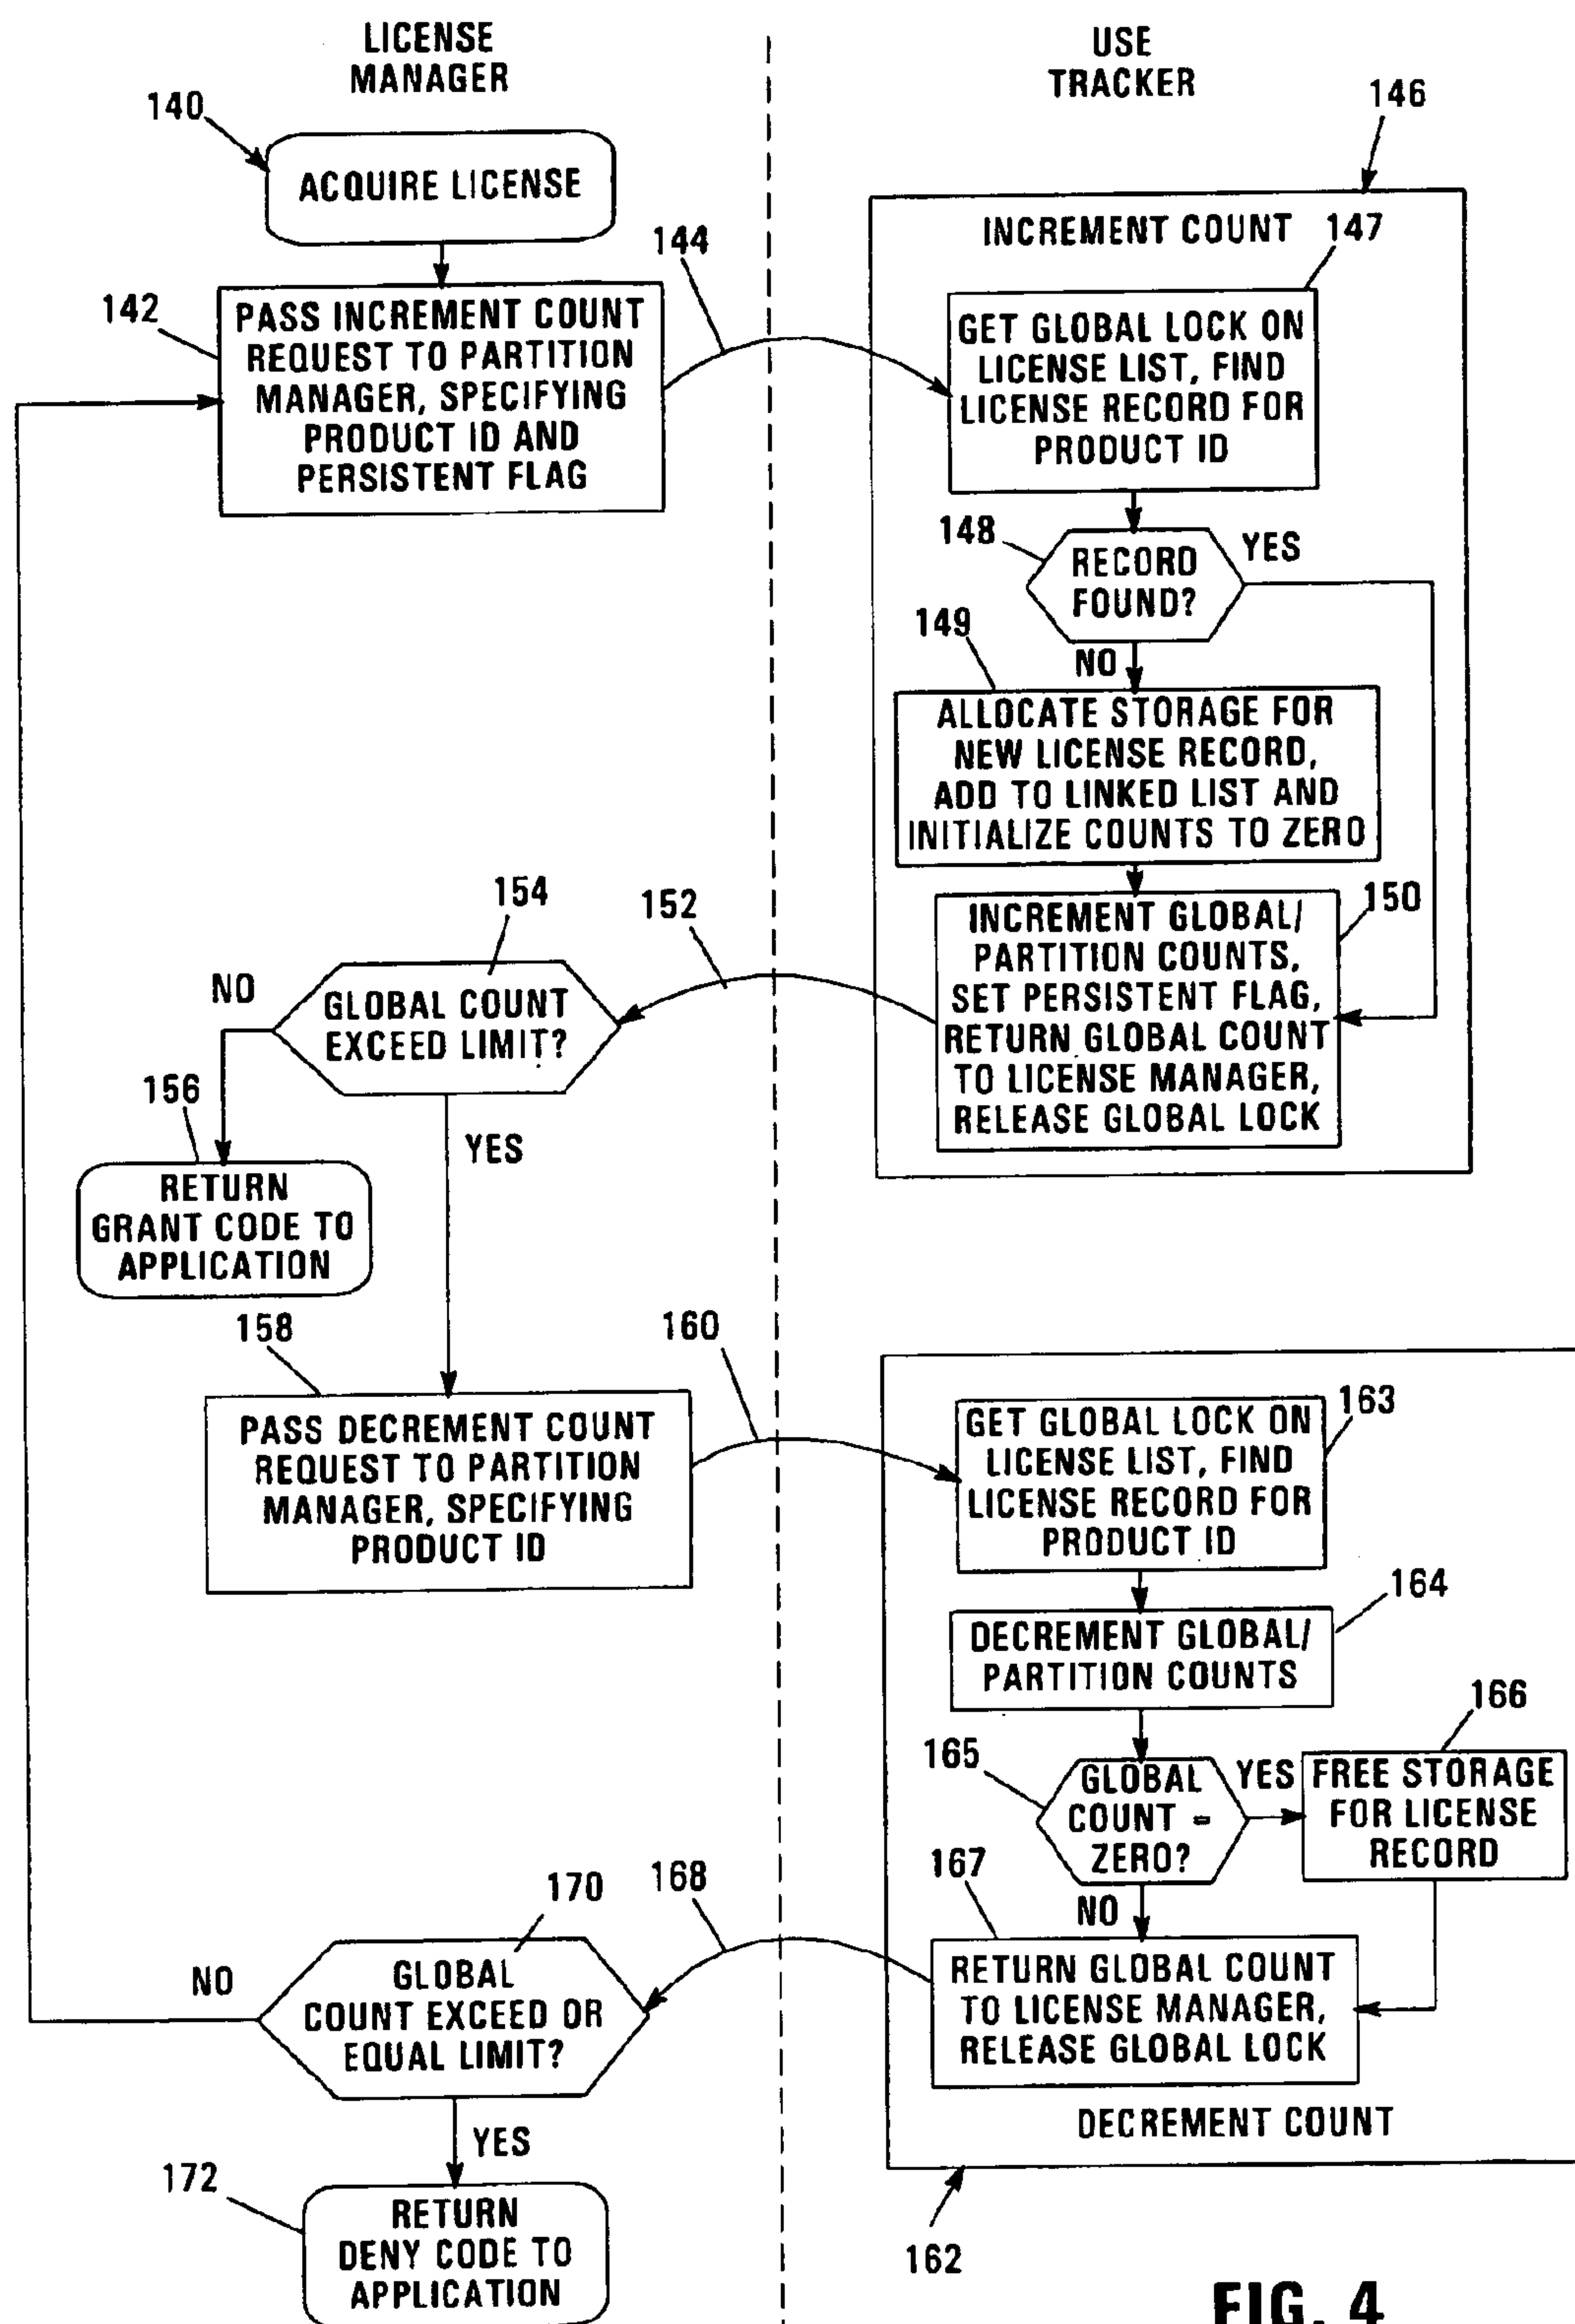 LICENSE
MANAGER
USE
TRACKER
140
146
ACQUIRE LICENSE
144
INCREMENT COUNT
147
142
PASS INCREMENT COUNT
REQUEST TO PARTITION
MANAGER, SPECIFYING
PRODUCT ID AND
PERSISTENT FLAG
GET GLOBAL LOCK ON
LICENSE LIST, FIND
LICENSE RECORD FOR
PRODUCT ID
148
RECORD
FOUND?
YES
149
NO
ALLOCATE STORAGE FOR
NEW LICENSE RECORD,
ADD TO LINKED LIST AND
INITIALIZE COUNTS TO ZERO
154
152
150
INCREMENT GLOBAL/
PARTITION COUNTS,
SET PERSISTENT FLAG,
RETURN GLOBAL COUNT
TO LICENSE MANAGER,
RELEASE GLOBAL LOCK
NO
GLOBAL COUNT
EXCEED LIMIT?
156
YES
RETURN
GRANT CODE TO
APPLICATION
158
160
PASS DECREMENT COUNT
REQUEST TO PARTITION
MANAGER, SPECIFYING
PRODUCT ID
163
GET GLOBAL LOCK ON
LICENSE LIST, FIND
LICENSE RECORD FOR
PRODUCT ID
164
DECREMENT GLOBAL/
PARTITION COUNTS
166
165
GLOBAL
COUNT =
ZERO?
YES
FREE STORAGE
FOR LICENSE
RECORD
167
NO
170
168
RETURN GLOBAL COUNT
TO LICENSE MANAGER,
RELEASE GLOBAL LOCK
NO
GLOBAL
COUNT EXCEED OR
EQUAL LIMIT?
DECREMENT COUNT
YES
172
RETURN
DENY CODE TO
APPLICATION
162
FIG. 4